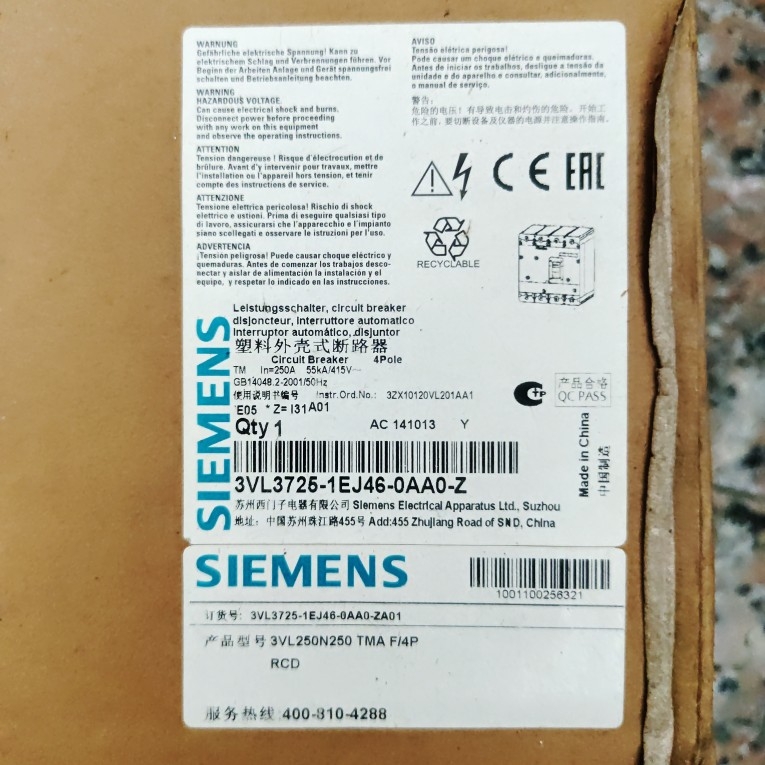 WARNUNG
Gefährliche elektrische Spannung! Kann zu
elektrischem Schlag und Verbrennungen führen. Vor
Beginn der Arbeiten Anlage und Gerät spannungsfrei
schalten und Betriebsanleitung beachten.
WARNING
HAZARDOUS VOLTAGE.
Can cause electrical shock and burns.
Disconnect power before proceeding
with any work on this equipment
and observe the operating instructions.
ATTENTION
Tension dangereuse ! Risque d'électrocution et de
brûlure. Avant d'y intervenir pour travaux, mettre
l'installation ou l'appareil hors tension, et tenir
compte des instructions de service.
ATTENZIONE
Tensione elettrica pericolosa! Rischio di shock
elettrico e ustioni. Prima di eseguire qualsiasi tipo
di lavoro, assicurarsi che l'apparecchio e l'impianto
siano scollegati e osservare le istruzioni per l'uso.
ADVERTENCIA
¡Tensión peligrosa! Puede causar choque eléctrico y
quemaduras. Antes de comenzar los trabajos desco-
nectar y aislar de alimentación la instalación y el
equipo, y respetar lo indicado en las instrucciones.
AVISO
Tensão elétrica perigosa!
Pode causar um choque elétrico e queimaduras.
Antes de iniciar os trabalhos, desligue a tensão de
unidade e do aparelho e consultar, adicionalmente,
a manual de serviço.
警告:
危险的电压! 有导致电击和灼伤的危险。开始工
作之前, 要切断设备及仪器的电源并注意操作指南.
CE EAC
RECYCLABLE
SIEMENS
Leistungsschalter, circuit breaker
disjoncteur, interruttore automatico
interruptor automático, disjuntor
塑料外壳式断路器
Circuit Breaker 4Pole
TM In=250A 55kA/415V~
GB14048.2-2001/50Hz
使用说明书编号 Instr.Ord.No.: 3ZX10120VL201AA1
E05 * Z= I31A01
Qty 1 AC 141013 Y
产品合格
QC PASS
3VL3725-1EJ46-0AA0-Z
苏州西门子电器有限公司 Siemens Electrical Apparatus Ltd., Suzhou
地址: 中国苏州珠江路455号 Add:455 Zhujiang Road of SND, China
Made in China
中国制造
SIEMENS
1001100256321
订货号: 3VL3725-1EJ46-0AA0-ZA01
产品型号 3VL250N250 TMA F/4P
RCD
服务热线 400-810-4288